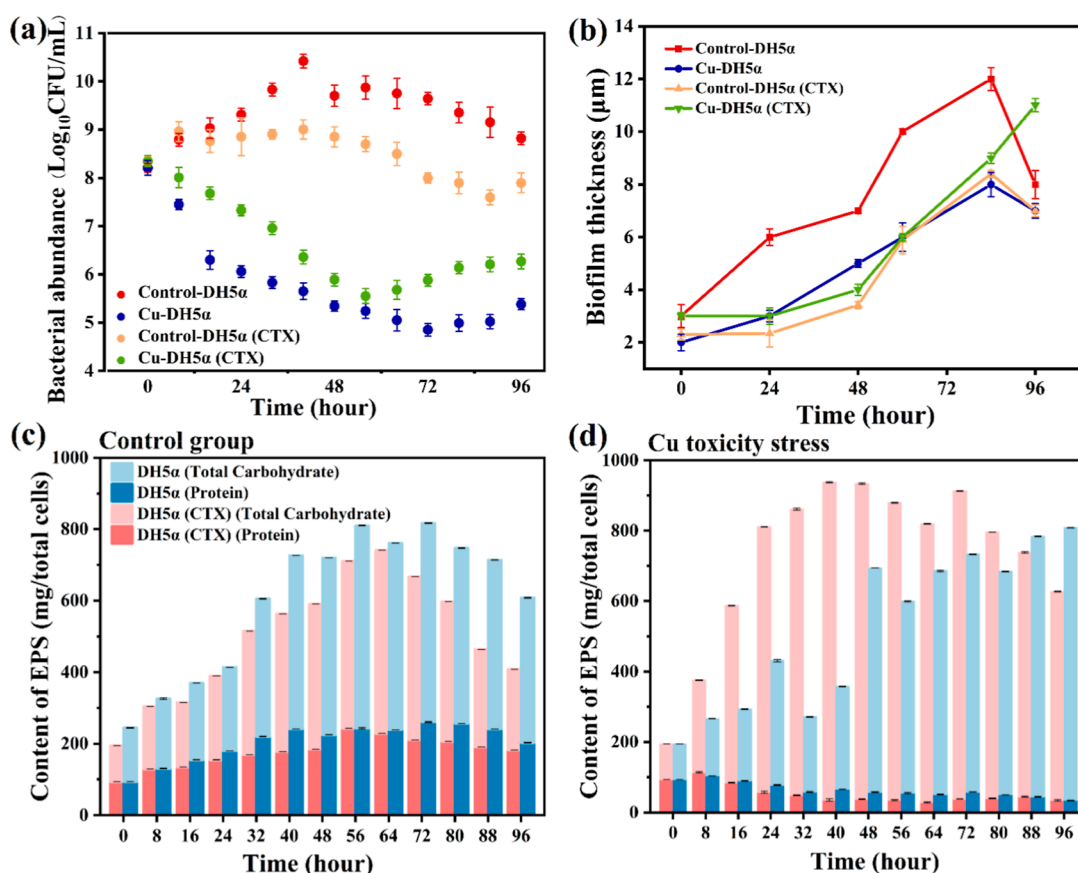 (a)
Bacterial abundance (Log10CFU/mL)
11
10
9
8
7
6
5
4
Control-DH5α
Cu-DH5α
Control-DH5α (CTX)
Cu-DH5α (CTX)
0 24 48 72 96
Time (hour)
(b)
Biofilm thickness (μm)
14
12
10
8
6
4
2
Control-DH5α
Cu-DH5α
Control-DH5α (CTX)
Cu-DH5α (CTX)
0 24 48 72 96
Time (hour)
(c) Control group
Content of EPS (mg/total cells)
1000
800
600
400
200
0
DH5α (Total Carbohydrate)
DH5α (Protein)
DH5α (CTX) (Total Carbohydrate)
DH5α (CTX) (Protein)
0 8 16 24 32 40 48 56 64 72 80 88 96
Time (hour)
(d) Cu toxicity stress
Content of EPS (mg/total cells)
1000
800
600
400
200
0
0 8 16 24 32 40 48 56 64 72 80 88 96
Time (hour)